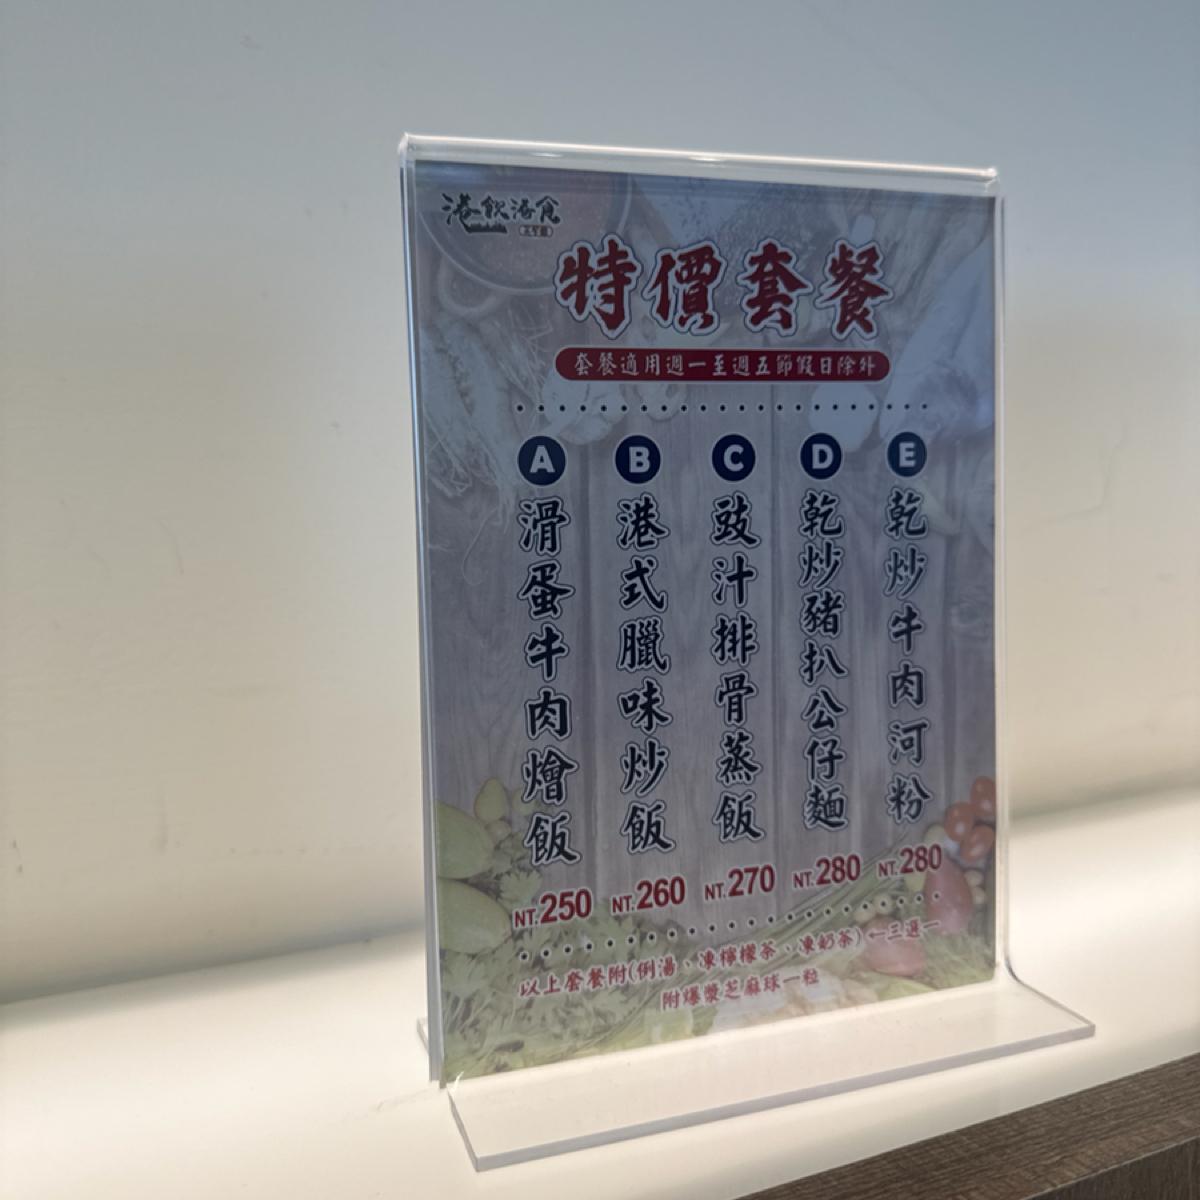 港飲港食
特價套餐
套餐適用週一至週五節假日除外
A
滑蛋牛肉燴飯
NT.250
B
港式臘味炒飯
NT.260
C
豉汁排骨蒸飯
NT.270
D
乾炒豬扒公仔麵
NT.280
E
乾炒牛肉河粉
NT.280
以上套餐附(例湯、凍檸檬茶、凍奶茶)←三選一
附爆漿芝麻球一粒